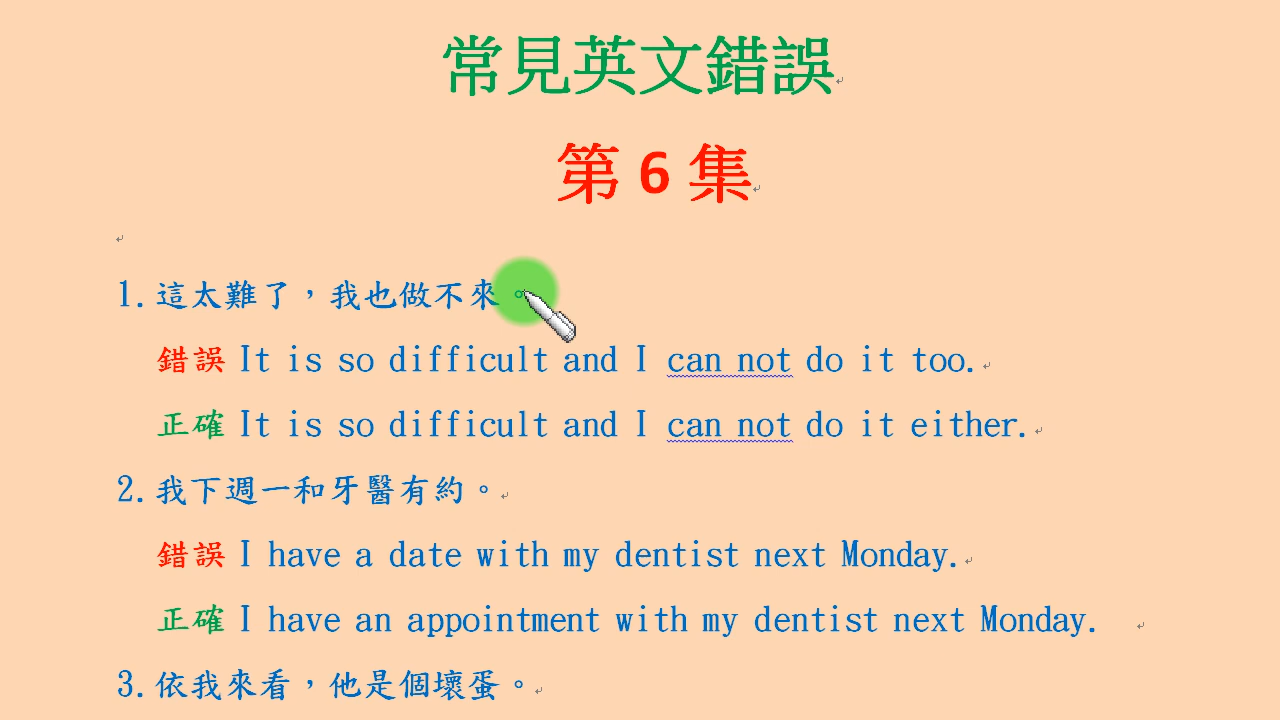 常見英文錯誤
第 6 集
1. 這太難了，我也做不來。
錯誤 It is so difficult and I can not do it too.
正確 It is so difficult and I can not do it either.
2. 我下週一和牙醫有約。
錯誤 I have a date with my dentist next Monday.
正確 I have an appointment with my dentist next Monday.
3. 依我來看，他是個壞蛋。